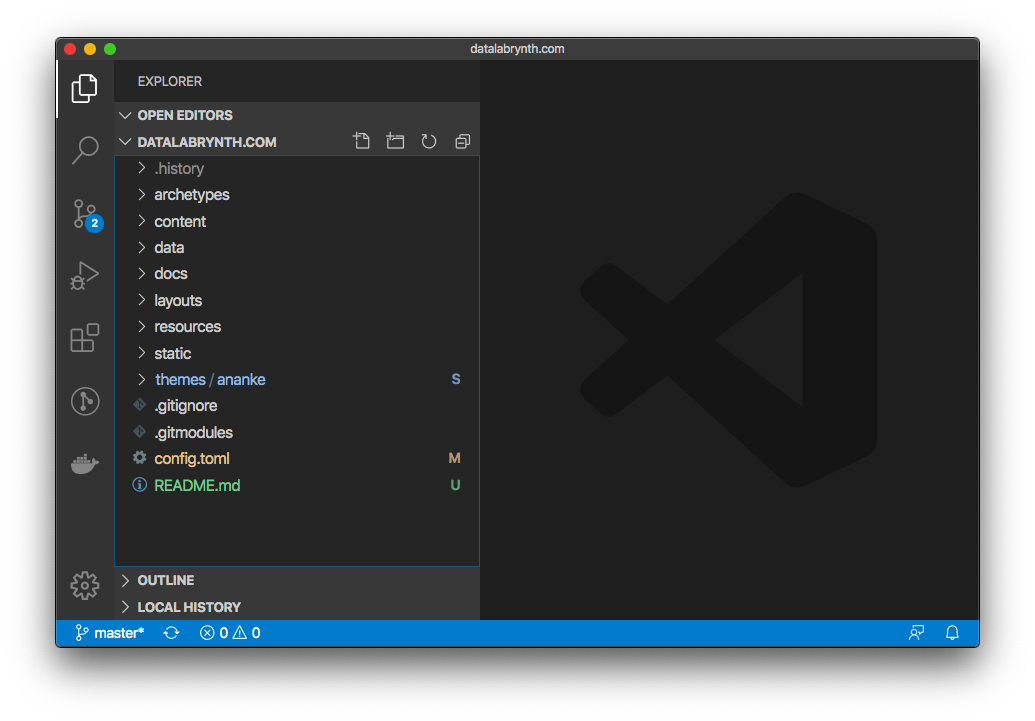 datalabrynth.com
EXPLORER
OPEN EDITORS
DATALABRYNTH.COM
.history
archetypes
content
data
docs
layouts
resources
static
themes / ananke S
.gitignore
.gitmodules
config.toml M
README.md U
2
OUTLINE
LOCAL HISTORY
master* 0 0